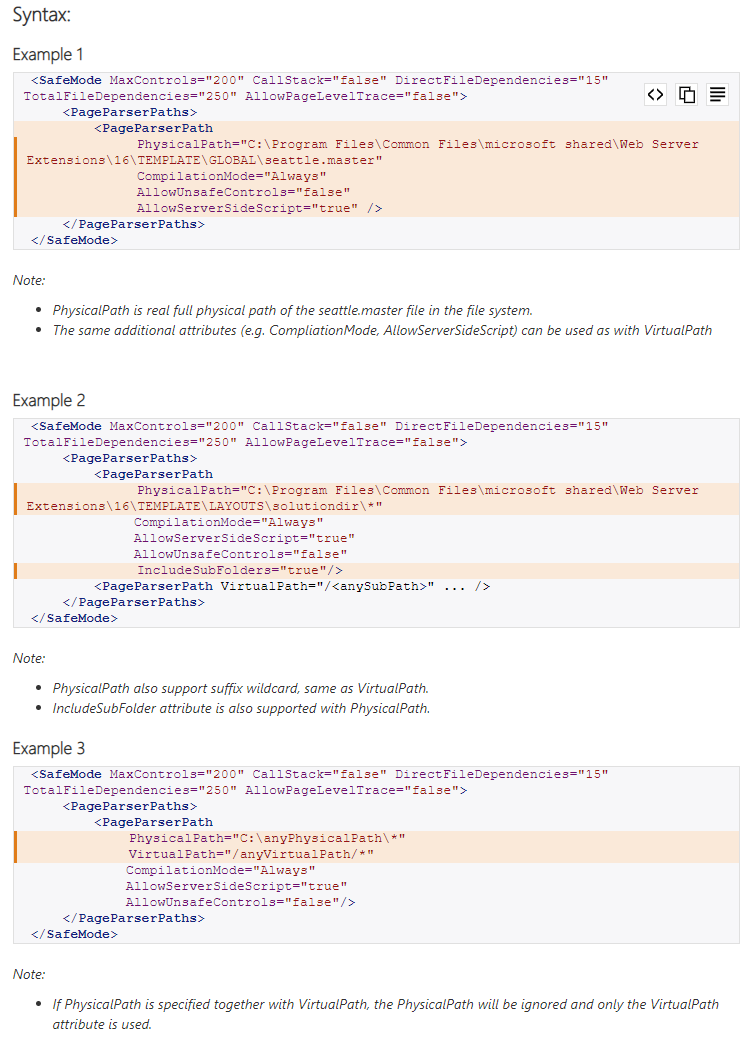 Syntax:
Example 1
<SafeMode MaxControls="200" CallStack="false" DirectFileDependencies="15"
TotalFileDependencies="250" AllowPageLevelTrace="false">
<PageParserPaths>
<PageParserPath
PhysicalPath="C:\Program Files\Common Files\microsoft shared\Web Server
Extensions\16\TEMPLATE\GLOBAL\seattle.master"
CompilationMode="Always"
AllowUnsafeControls="false"
AllowServerSideScript="true" />
</PageParserPaths>
</SafeMode>
Note:
• PhysicalPath is real full physical path of the seattle.master file in the file system.
• The same additional attributes (e.g. CompliationMode, AllowServerSideScript) can be used as with VirtualPath
Example 2
<SafeMode MaxControls="200" CallStack="false" DirectFileDependencies="15"
TotalFileDependencies="250" AllowPageLevelTrace="false">
<PageParserPaths>
<PageParserPath
PhysicalPath="C:\Program Files\Common Files\microsoft shared\Web Server
Extensions\16\TEMPLATE\LAYOUTS\solutiondir\*"
CompilationMode="Always"
AllowServerSideScript="true"
AllowUnsafeControls="false"
IncludeSubFolders="true"/>
<PageParserPath VirtualPath="/<anySubPath>" ... />
</PageParserPaths>
</SafeMode>
Note:
• PhysicalPath also support suffix wildcard, same as VirtualPath.
• IncludeSubFolder attribute is also supported with PhysicalPath.
Example 3
<SafeMode MaxControls="200" CallStack="false" DirectFileDependencies="15"
TotalFileDependencies="250" AllowPageLevelTrace="false">
<PageParserPaths>
<PageParserPath
PhysicalPath="C:\anyPhysicalPath\*"
VirtualPath="/anyVirtualPath/*"
CompilationMode="Always"
AllowServerSideScript="true"
AllowUnsafeControls="false"/>
</PageParserPaths>
</SafeMode>
Note:
• If PhysicalPath is specified together with VirtualPath, the PhysicalPath will be ignored and only the VirtualPath
attribute is used.